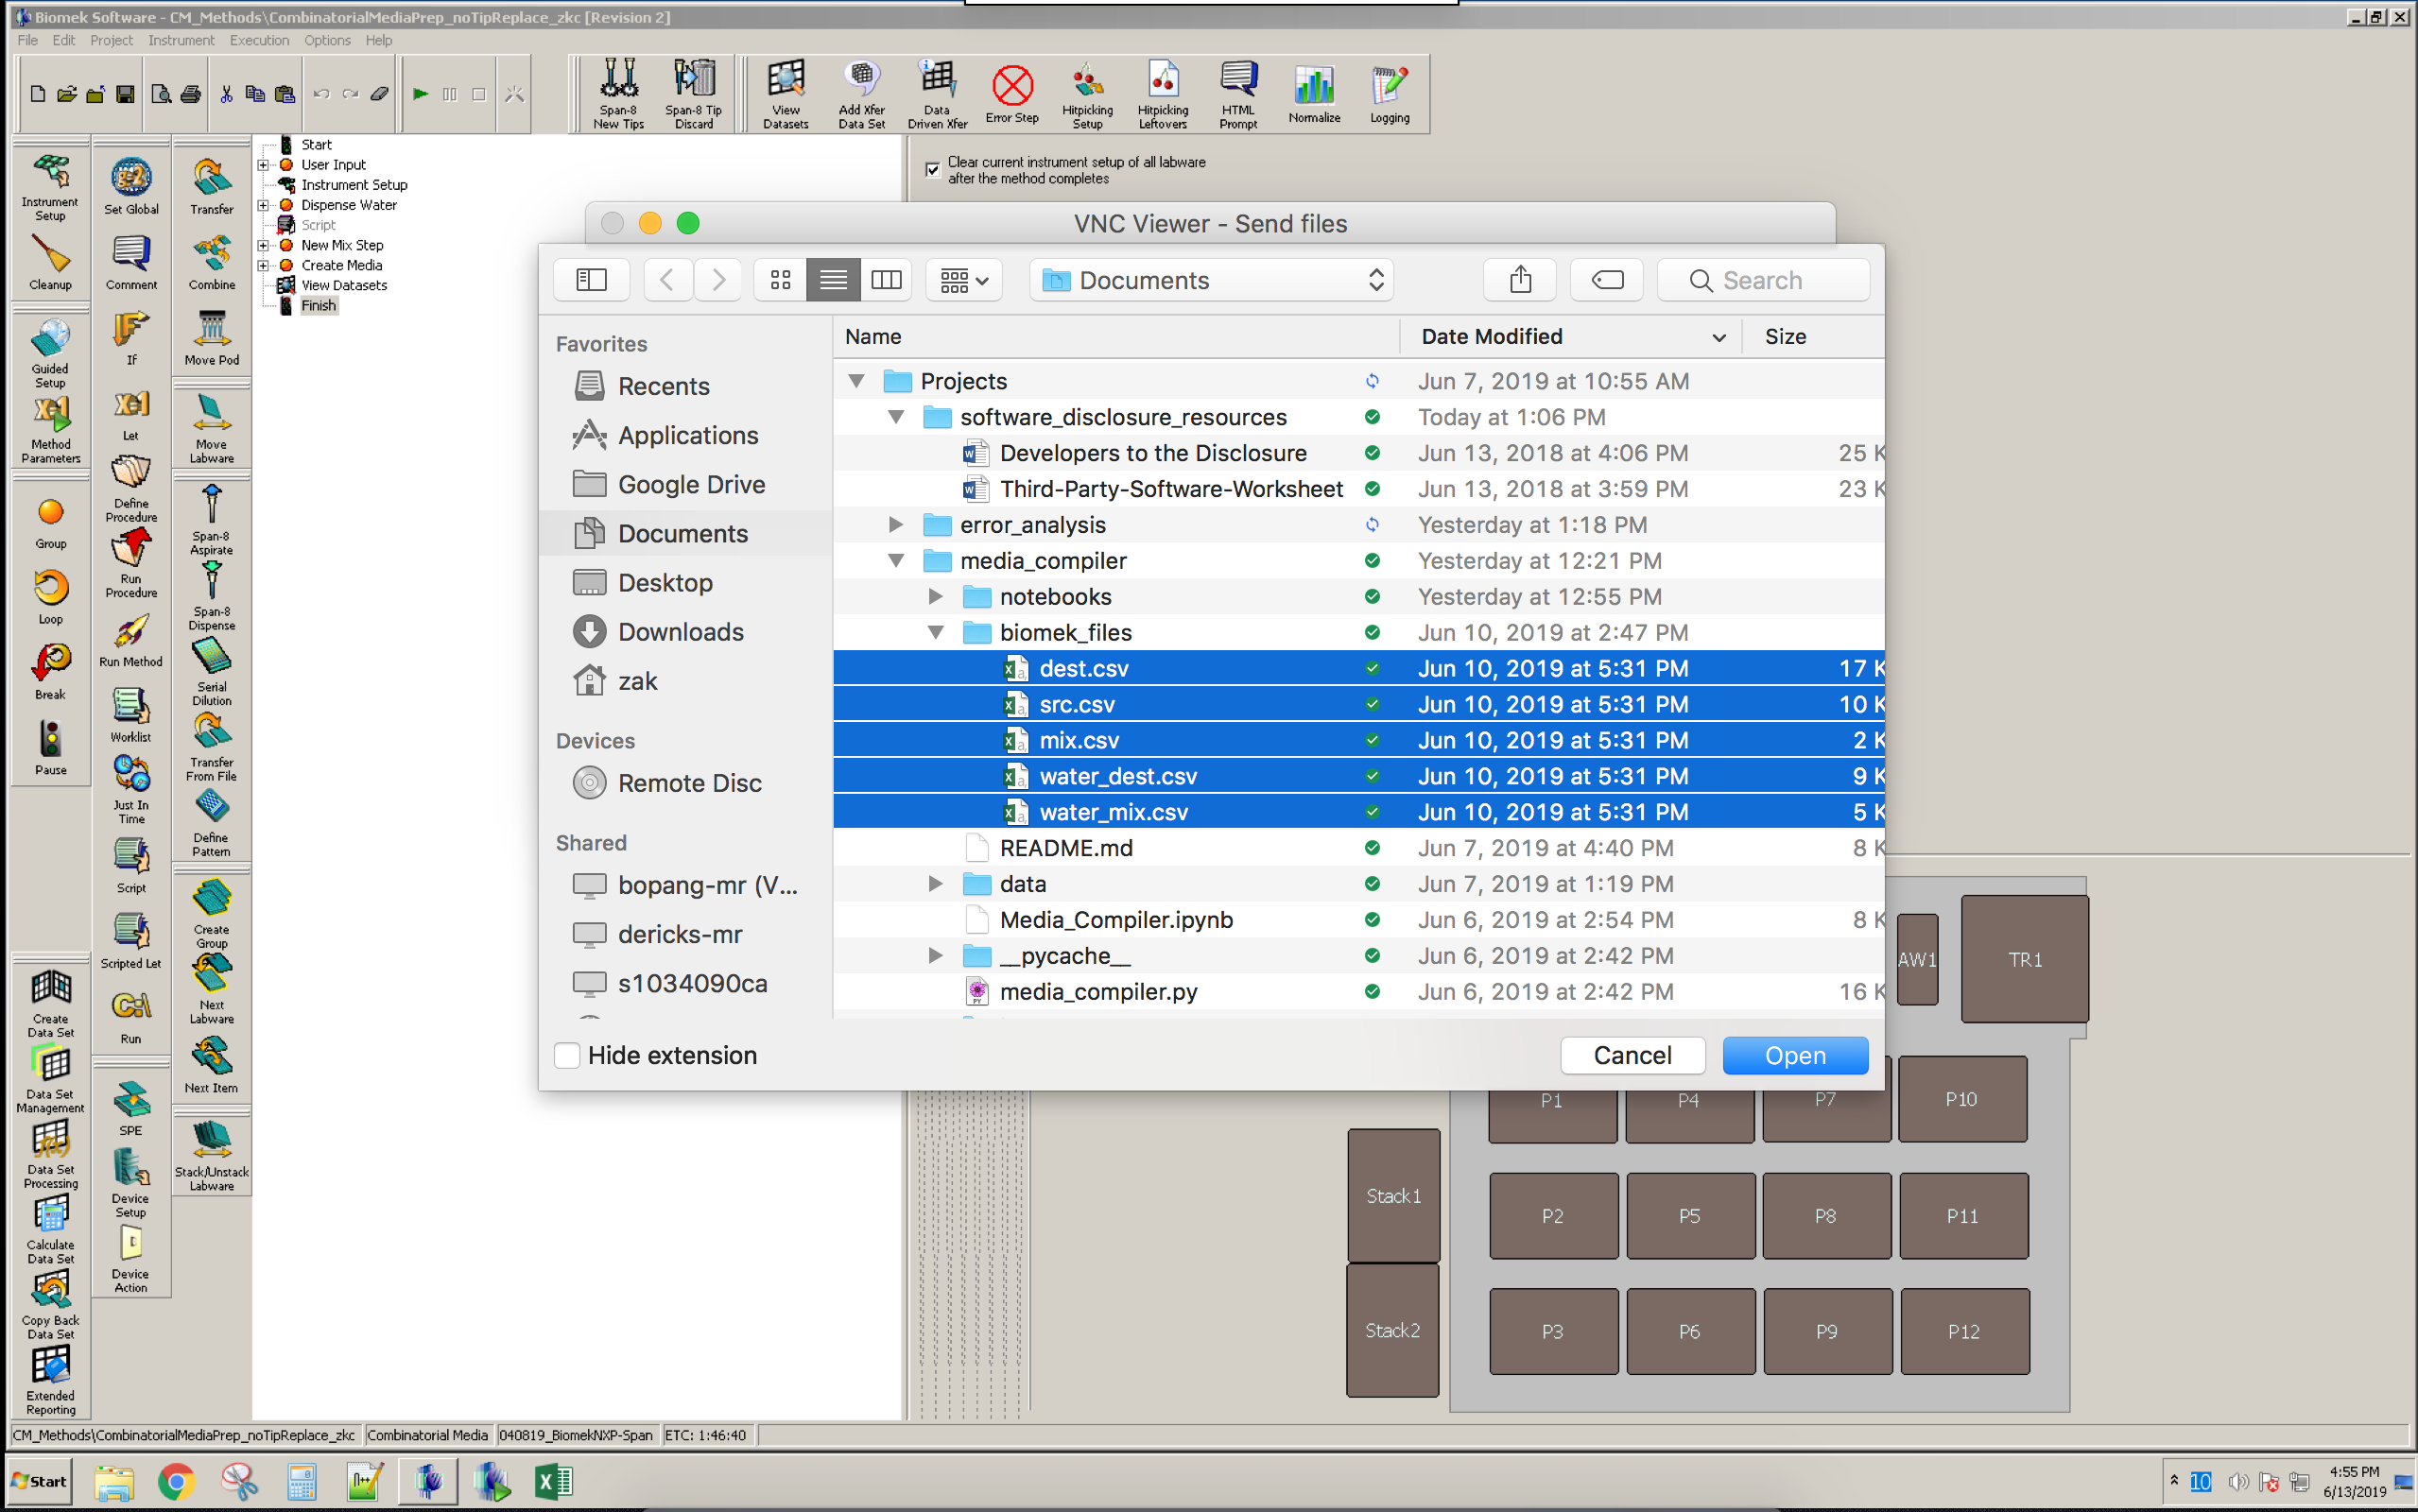 Biomek Software - CM_Methods\CombinatorialMediaPrep_noTipReplace_zkc [Revision 2]
File Edit Project Instrument Execution Options Help
Span-8 New Tips
Span-8 Tip Discard
View Datasets
Add Xfer Data Set
Data Driven Xfer
Error Step
Hitpicking Setup
Hitpicking Leftovers
HTML Prompt
Normalize
Logging
Instrument Setup
Cleanup
Guided Setup
Method Parameters
Group
Loop
Break
Pause
Create Data Set
Data Set Management
Data Set Processing
Calculate Data Set
Copy Back Data Set
Extended Reporting
Set Global
Comment
If
Let
Define Procedure
Run Procedure
Run Method
Worklist
Just In Time
Script
Scripted Let
Run
SPE
Device Setup
Device Action
Transfer
Combine
Move Pod
Move Labware
Span-8 Aspirate
Span-8 Dispense
Serial Dilution
Transfer From File
Define Pattern
Create Group
Next Labware
Next Item
Stack/Unstack Labware
Start
User Input
Instrument Setup
Dispense Water
Script
New Mix Step
Create Media
View Datasets
Finish
Clear current instrument setup of all labware
after the method completes
VNC Viewer - Send files
Documents
Search
Favorites
Recents
Applications
Google Drive
Documents
Desktop
Downloads
zak
Devices
Remote Disc
Shared
bopang-mr (V...
dericks-mr
s1034090ca
Name Date Modified Size
Projects Jun 7, 2019 at 10:55 AM
software_disclosure_resources Today at 1:06 PM
Developers to the Disclosure Jun 13, 2018 at 4:06 PM 25 K
Third-Party-Software-Worksheet Jun 13, 2018 at 3:59 PM 23 K
error_analysis Yesterday at 1:18 PM
media_compiler Yesterday at 12:21 PM
notebooks Yesterday at 12:55 PM
biomek_files Jun 10, 2019 at 2:47 PM
dest.csv Jun 10, 2019 at 5:31 PM 17 K
src.csv Jun 10, 2019 at 5:31 PM 10 K
mix.csv Jun 10, 2019 at 5:31 PM 2 K
water_dest.csv Jun 10, 2019 at 5:31 PM 9 K
water_mix.csv Jun 10, 2019 at 5:31 PM 5 K
README.md Jun 7, 2019 at 4:40 PM 8 K
data Jun 7, 2019 at 1:19 PM
Media_Compiler.ipynb Jun 6, 2019 at 2:54 PM 8 K
__pycache__ Jun 6, 2019 at 2:42 PM
media_compiler.py Jun 6, 2019 at 2:42 PM 16 K
Hide extension
Cancel Open
AW1 TR1
P1 P4 P7 P10
Stack1
P2 P5 P8 P11
Stack2
P3 P6 P9 P12
CM_Methods\CombinatorialMediaPrep_noTipReplace_zkc Combinatorial Media 040819_BiomekNXP-Span ETC: 1:46:40
Start
10
4:55 PM
6/13/2019